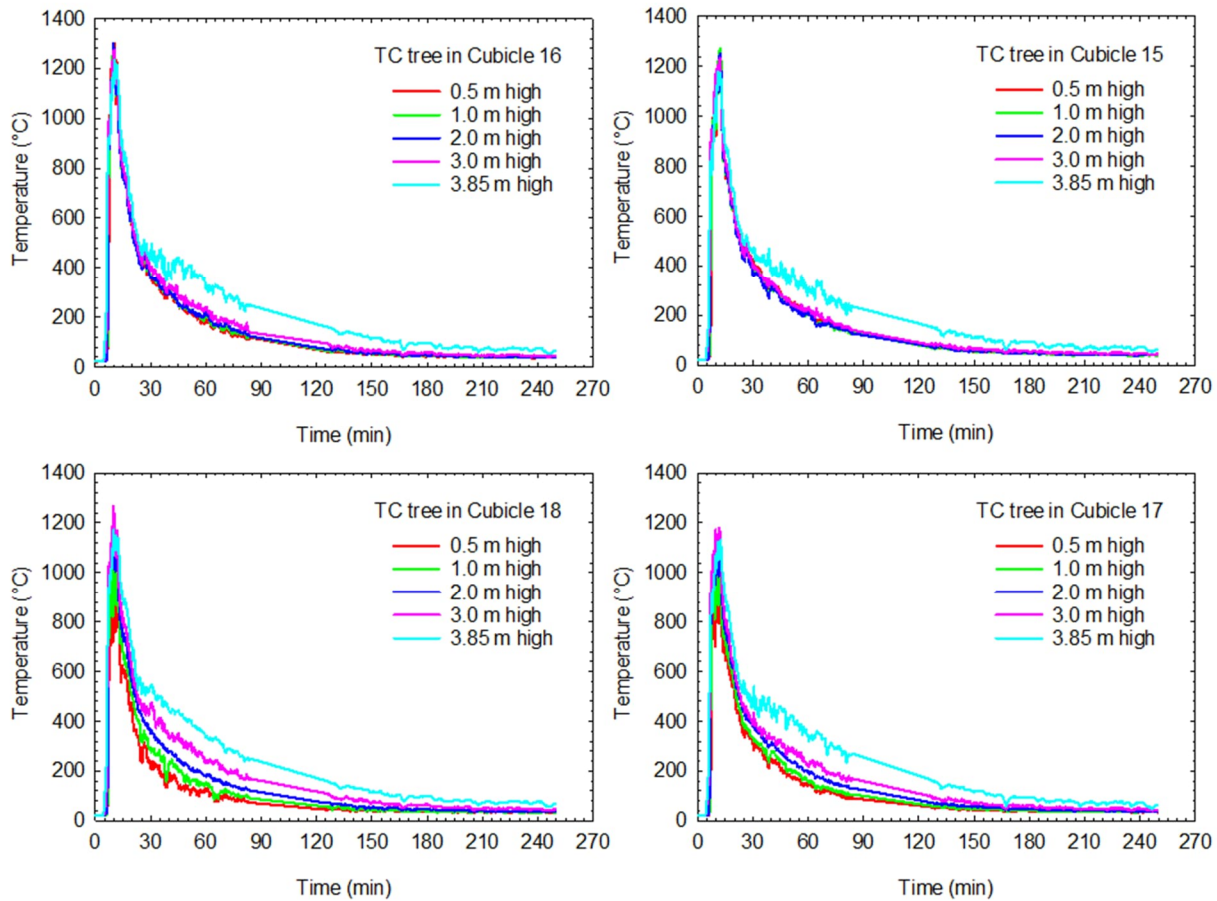 1400
1200
1000
800
600
400
200
0
Temperature (°C)
TC tree in Cubicle 16
0.5 m high
1.0 m high
2.0 m high
3.0 m high
3.85 m high
0 30 60 90 120 150 180 210 240 270
Time (min)
1400
1200
1000
800
600
400
200
0
Temperature (°C)
TC tree in Cubicle 15
0.5 m high
1.0 m high
2.0 m high
3.0 m high
3.85 m high
0 30 60 90 120 150 180 210 240 270
Time (min)
1400
1200
1000
800
600
400
200
0
Temperature (°C)
TC tree in Cubicle 18
0.5 m high
1.0 m high
2.0 m high
3.0 m high
3.85 m high
0 30 60 90 120 150 180 210 240 270
Time (min)
1400
1200
1000
800
600
400
200
0
Temperature (°C)
TC tree in Cubicle 17
0.5 m high
1.0 m high
2.0 m high
3.0 m high
3.85 m high
0 30 60 90 120 150 180 210 240 270
Time (min)